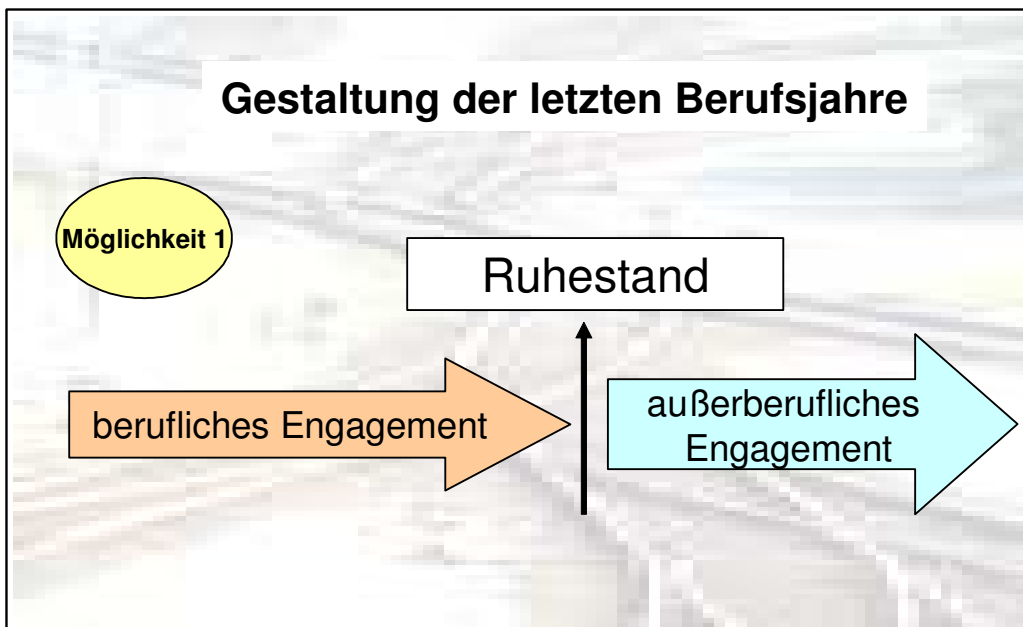 Gestaltung der letzten Berufsjahre
Möglichkeit 1
Ruhestand
berufliches Engagement
außerberufliches
Engagement